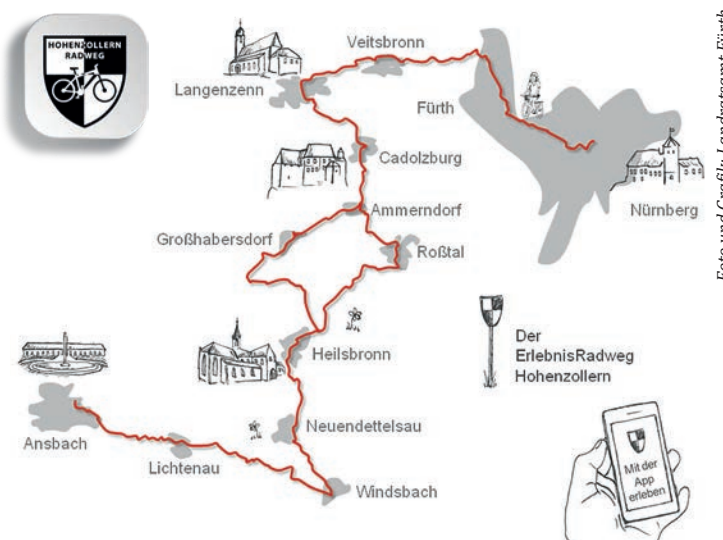 HOHENZOLLERN
RADWEG
Veitsbronn
Langenzenn
Fürth
Cadolzburg
Nürnberg
Ammerndorf
Großhabersdorf
Roßtal
Der
ErlebnisRadweg
Hohenzollern
Heilsbronn
Neuendettelsau
Ansbach
Lichtenau
Windsbach
Mit der
App
erleben
Foto und Grafik: Landratsamt Fürth